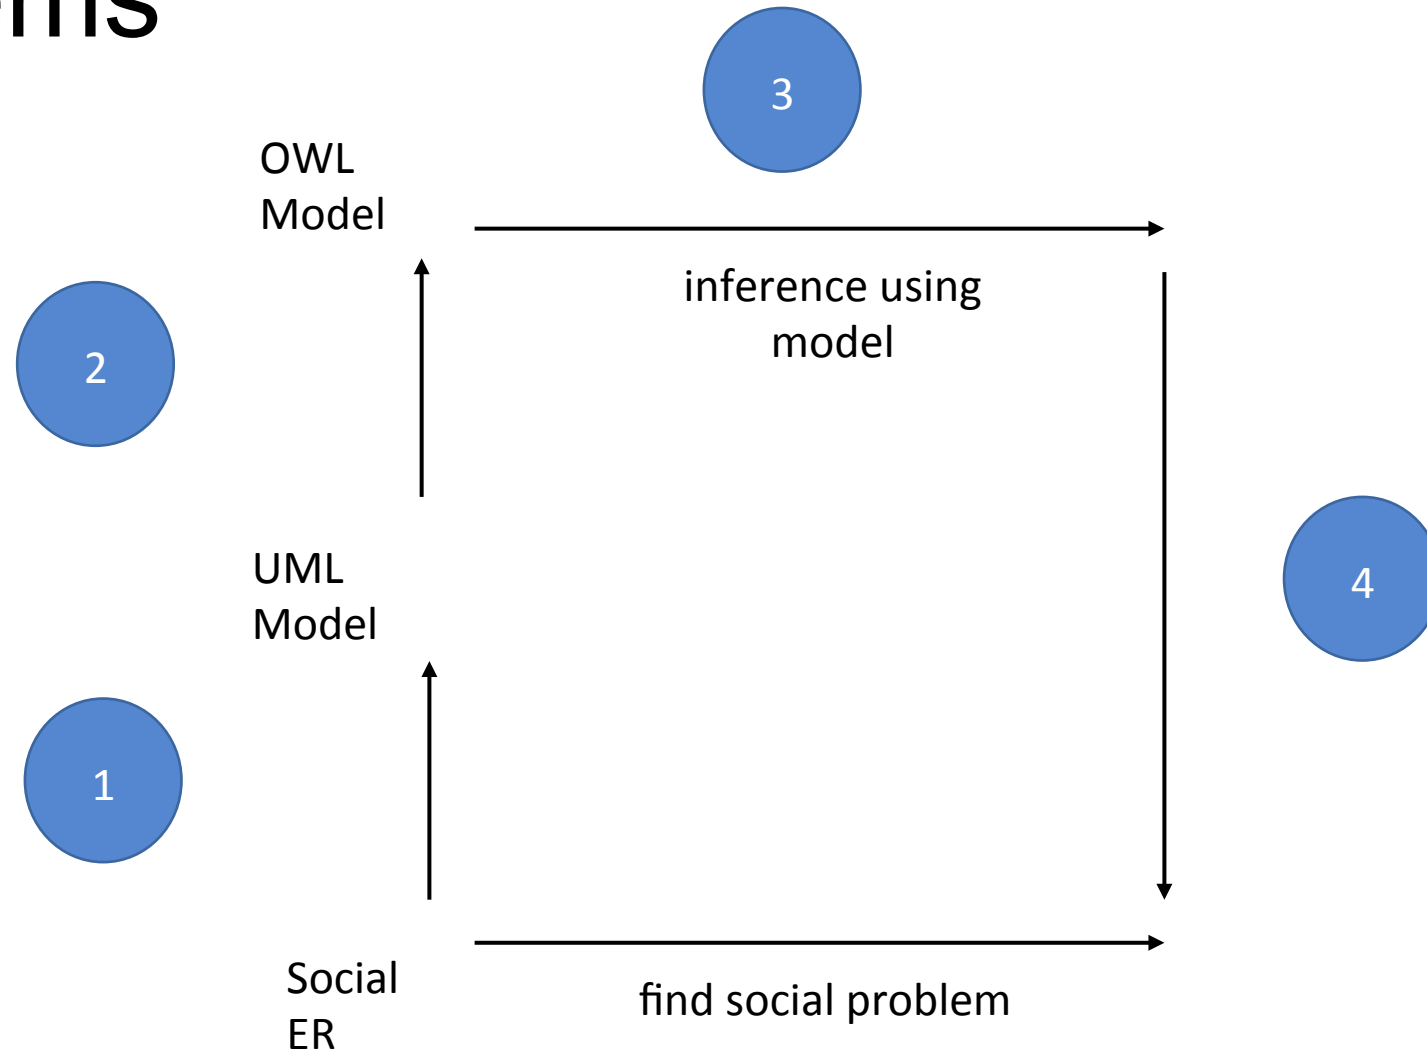 3
OWL
Model
inference using
model
2
UML
Model
4
1
Social
ER
find social problem